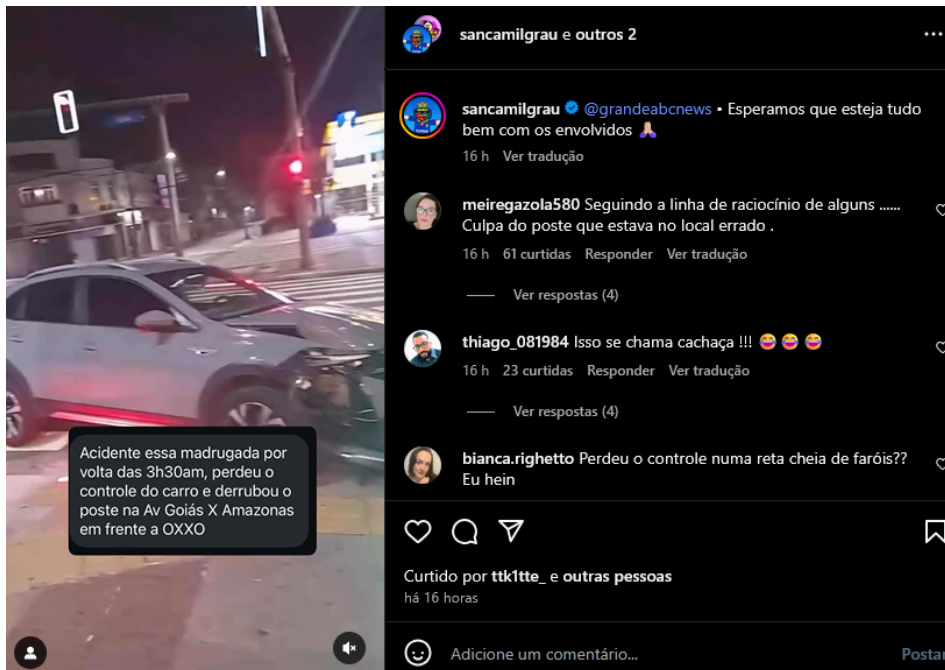 sancamilgrau e outros 2
sancamilgrau @grandeabcnews • Esperamos que esteja tudo
bem com os envolvidos 🙏🏻
16 h Ver tradução
meiregazola580 Seguindo a linha de raciocínio de alguns ......
Culpa do poste que estava no local errado .
16 h 61 curtidas Responder Ver tradução
Ver respostas (4)
thiago_081984 Isso se chama cachaça !!! 😂 😂 😂
16 h 23 curtidas Responder Ver tradução
Ver respostas (4)
bianca.righetto Perdeu o controle numa reta cheia de faróis??
Eu hein
Curtido por ttk1tte_ e outras pessoas
há 16 horas
Adicione um comentário...
Postar
Acidente essa madrugada por
volta das 3h30am, perdeu o
controle do carro e derrubou o
poste na Av Goiás X Amazonas
em frente a OXXO